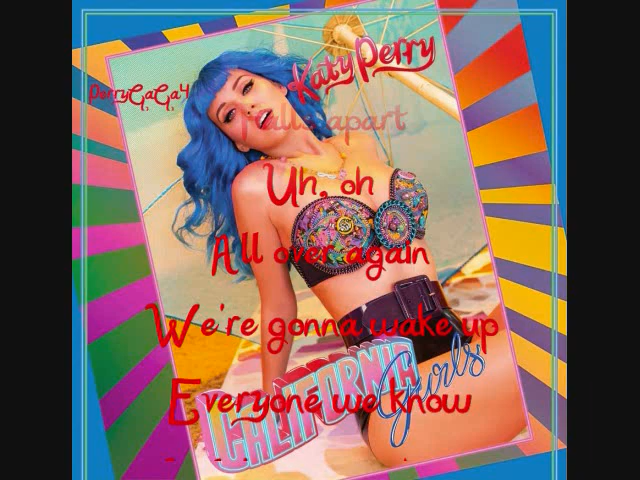 Katy Perry
PerryGaGa4
falls apart
Uh, oh
All over again
We're gonna wake up
Everyone we know
CALIFORNIA
Gurls